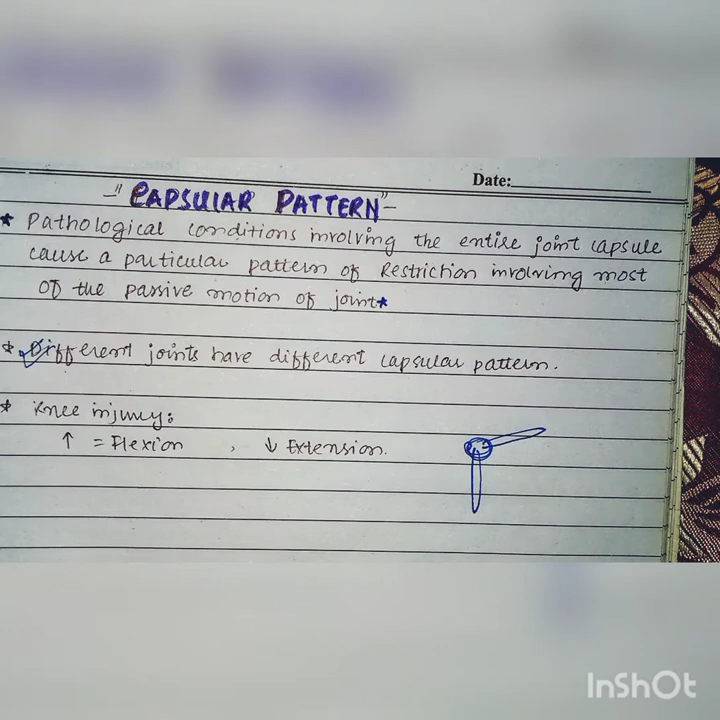 Date:
-" CAPSULAR PATTERN"-
* Pathological conditions involving the entire joint capsule
cause a particular pattern of Restriction involving most
of the passive motion of joint*
* Different joints have different capsular pattern.
* Knee injury:
↑ = Flexion , ↓ Extension.
InShOt